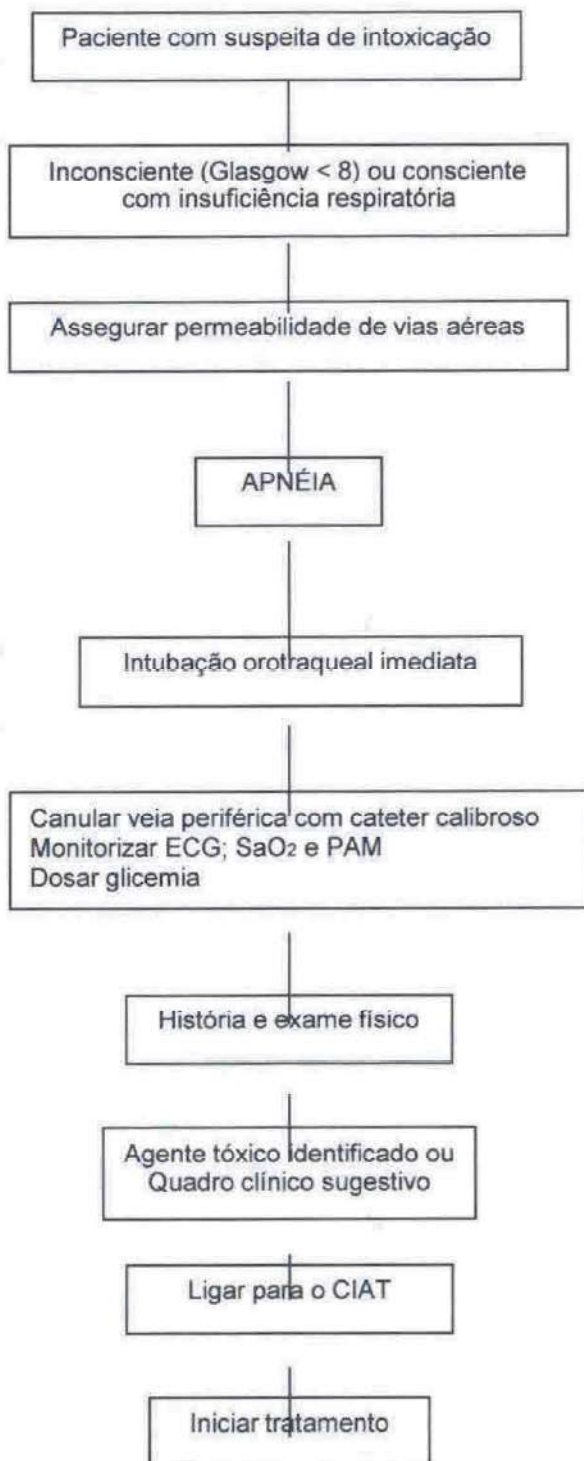 Paciente com suspeita de intoxicação
Inconsciente (Glasgow < 8) ou consciente
com insuficiência respiratória
Assegurar permeabilidade de vias aéreas
APNÉIA
Intubação orotraqueal imediata
Canular veia periférica com cateter calibroso
Monitorizar ECG; SaO2 e PAM
Dosar glicemia
História e exame físico
Agente tóxico identificado ou
Quadro clínico sugestivo
Ligar para o CIAT
Iniciar tratamento